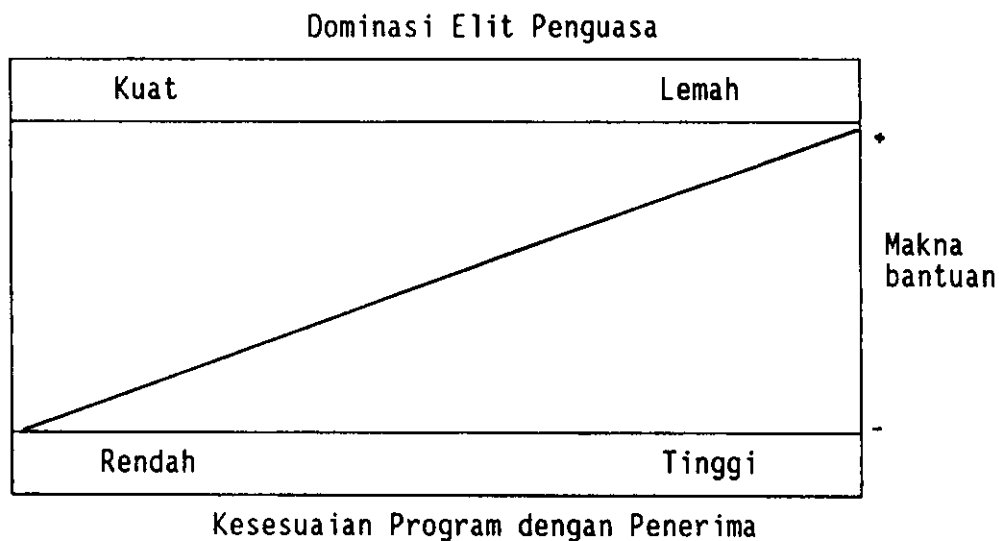 Dominasi Elit Penguasa
Kuat Lemah
+
Makna
bantuan
-
Rendah Tinggi
Kesesuaian Program dengan Penerima